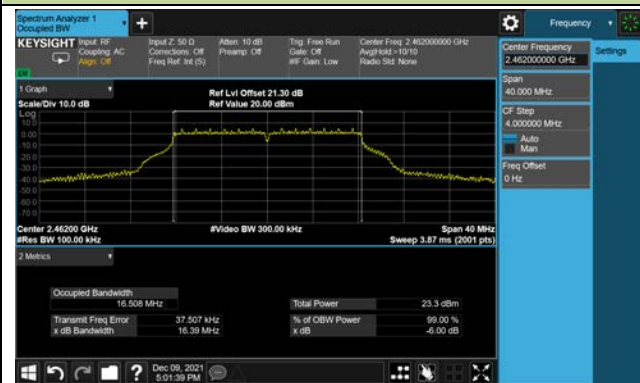 Spectrum Analyzer 1
Occupied BW
+
Frequency
KEYSIGHT
Input: RF
Coupling: AC
Align: Off
Input Z: 50 Ω
Corrections: Off
Freq Ref: Int (S)
Atten: 10 dB
Preamp: Off
Trig: Free Run
Gate: Off
#IF Gain: Low
Center Freq: 2.462000000 GHz
Avg|Hold:>10/10
Radio Std: None
Center Frequency
2.462000000 GHz
Settings
Span
40.000 MHz
CF Step
4.000000 MHz
Auto
Man
Freq Offset
0 Hz
1 Graph
Scale/Div 10.0 dB
Ref Lvl Offset 21.30 dB
Ref Value 20.00 dBm
Log
10.0
0.00
-10.0
-20.0
-30.0
-40.0
-50.0
-60.0
-70.0
Center 2.46200 GHz
#Res BW 100.00 kHz
#Video BW 300.00 kHz
Span 40 MHz
Sweep 3.87 ms (2001 pts)
2 Metrics
Occupied Bandwidth
16.508 MHz
Total Power 23.3 dBm
Transmit Freq Error 37.507 kHz
% of OBW Power 99.00 %
x dB Bandwidth 16.39 MHz
x dB -6.00 dB
?
Dec 09, 2021
5:01:39 PM